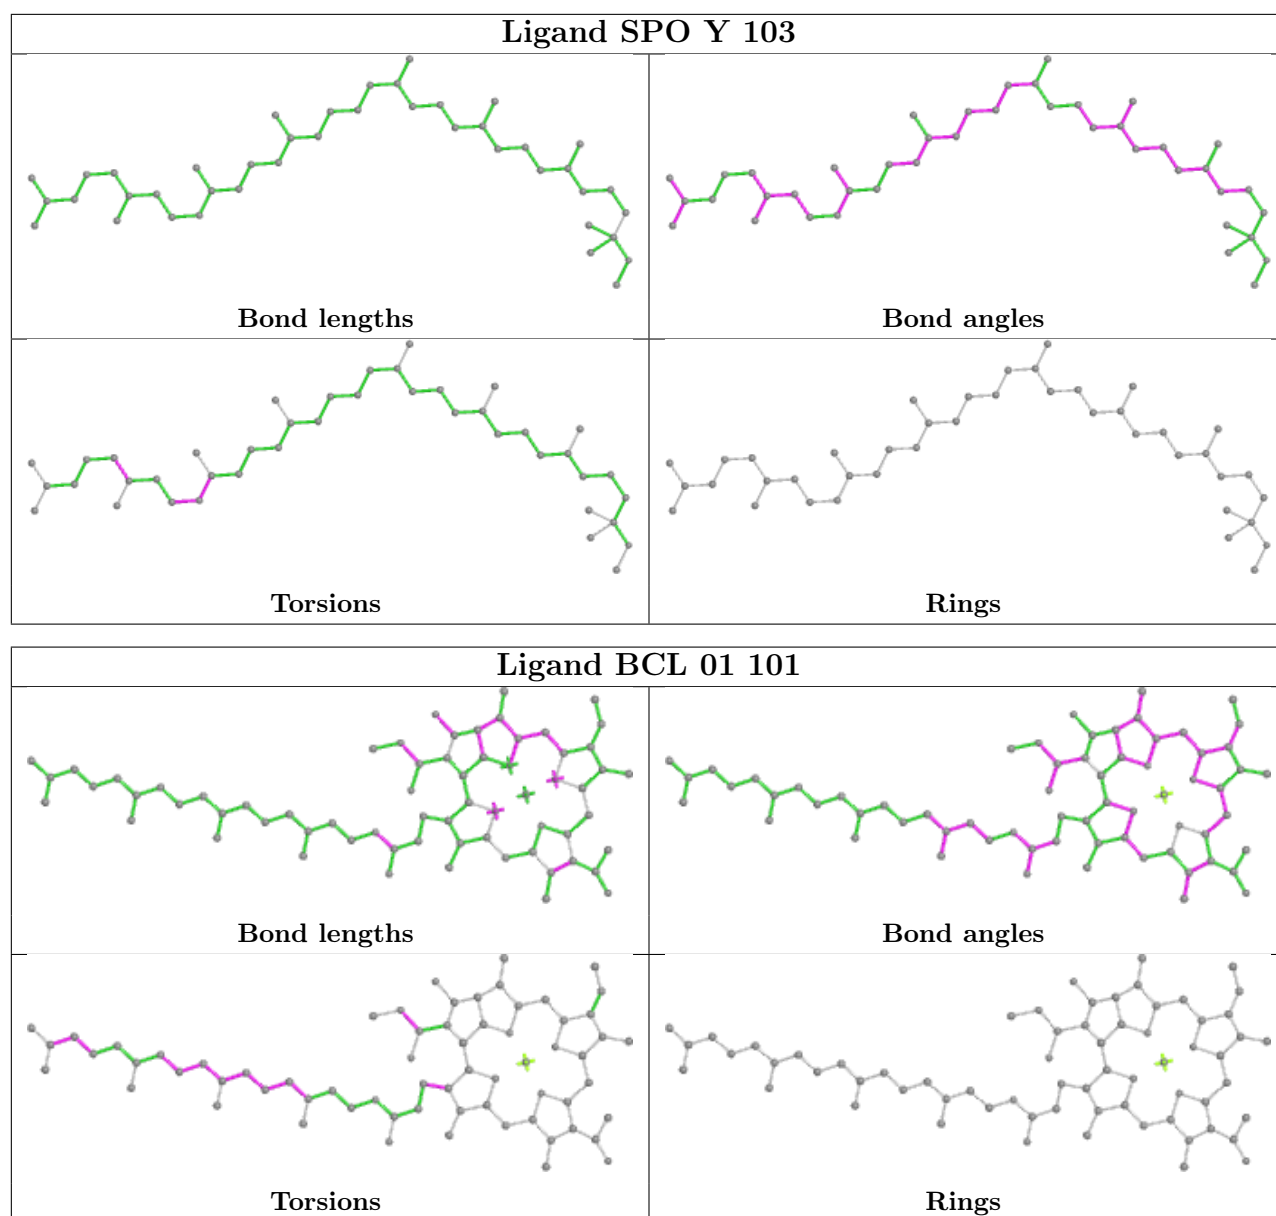 Ligand SPO Y 103
Bond lengths
Bond angles
Torsions
Rings
Ligand BCL 01 101
Bond lengths
Bond angles
Torsions
Rings